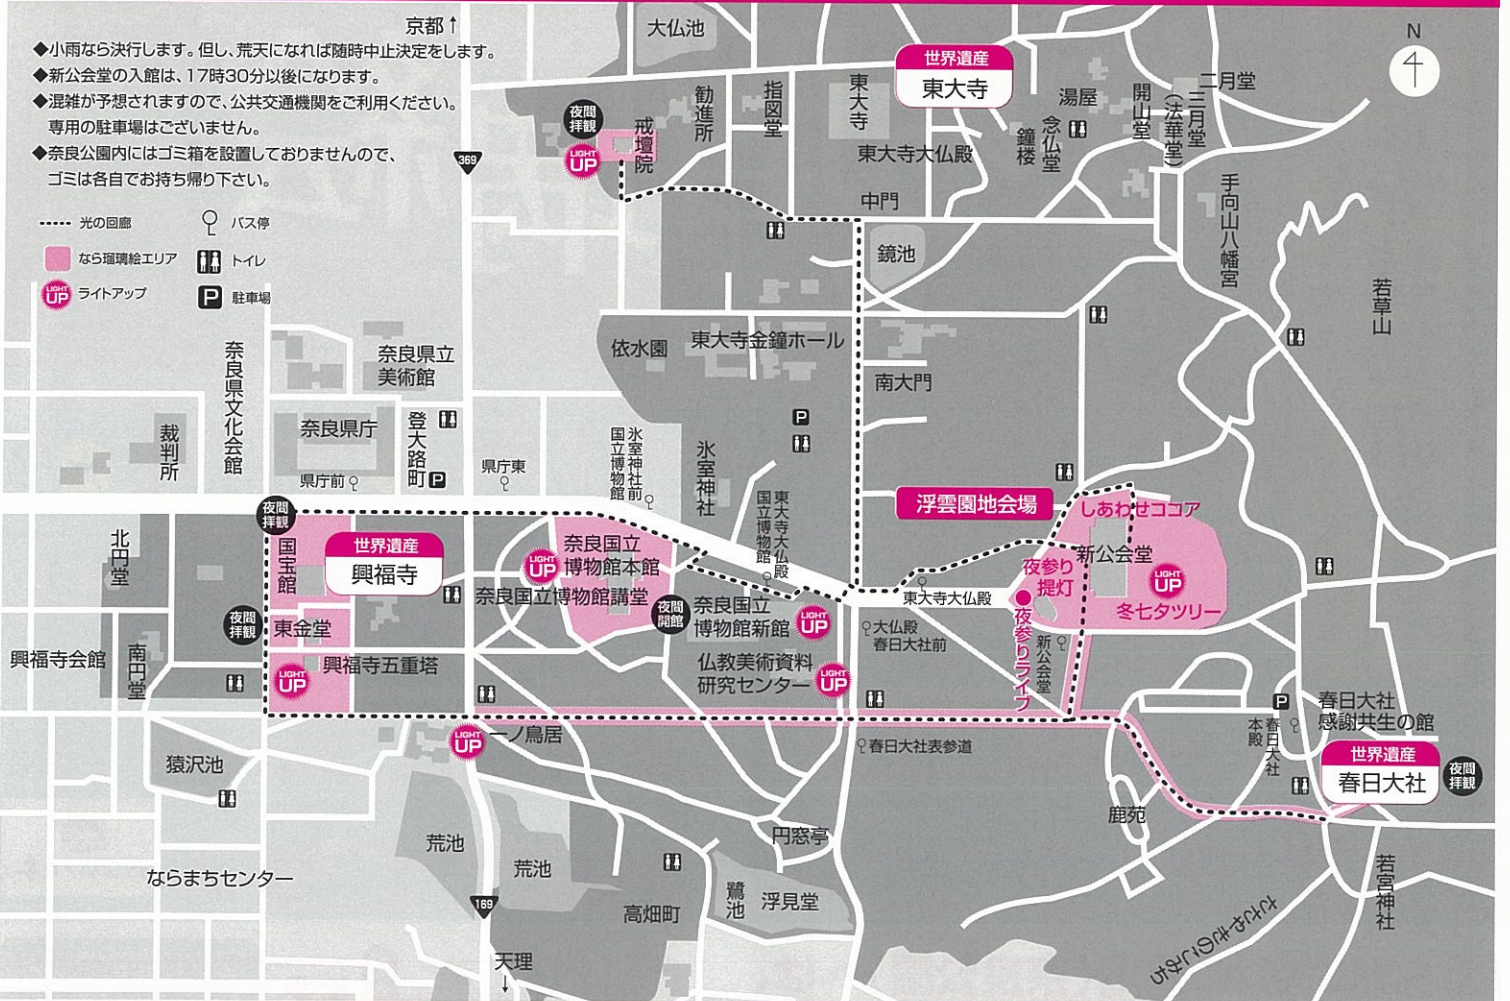 京都↑
◆小雨なら決行します。但し、荒天になれば随時中止決定をします。
◆新公会堂の入館は、17時30分以後になります。
◆混雑が予想されますので、公共交通機関をご利用ください。
専用の駐車場はございません。
◆奈良公園内にはゴミ箱を設置しておりませんので、
ゴミは各自でお持ち帰り下さい。
光の回廊
バス停
なら瑠璃絵エリア
トイレ
LIGHT UP
ライトアップ
P
駐車場
369
大仏池
夜間
拝観
LIGHT UP
戒壇院
勧進所
指図堂
東大寺
世界遺産
東大寺
東大寺大仏殿
中門
湯屋
鐘楼
念仏堂
開山堂
三月堂
(法華堂)
二月堂
手向山八幡宮
N
若草山
鏡池
奈良県文化会館
奈良県立
美術館
依水園
東大寺金鐘ホール
南大門
裁判所
奈良県庁
県庁前
登大路町
P
県庁東
氷室神社前
国立博物館
氷室神社
P
東大寺大仏殿
国立博物館
浮雲園地会場
しあわせココア
新公会堂
夜参り
提灯
LIGHT UP
冬七タツリー
夜参りライブ
新公会堂
東大寺大仏殿
大仏殿
春日大社前
北円堂
夜間
拝観
国宝館
世界遺産
興福寺
LIGHT UP
奈良国立
博物館本館
奈良国立博物館講堂
夜間
開館
奈良国立
博物館新館
LIGHT UP
仏教美術資料
研究センター
LIGHT UP
夜間
拝観
東金堂
興福寺会館
南円堂
LIGHT UP
興福寺五重塔
LIGHT UP
一ノ鳥居
春日大社表参道
猿沢池
P
春日大社
感謝共生の館
春日大社
本殿
世界遺産
春日大社
夜間
拝観
鹿苑
荒池
荒池
円窓亭
ならまちセンター
169
高畑町
鷺池
浮見堂
若宮神社
ささやきのこみち
天理
↓